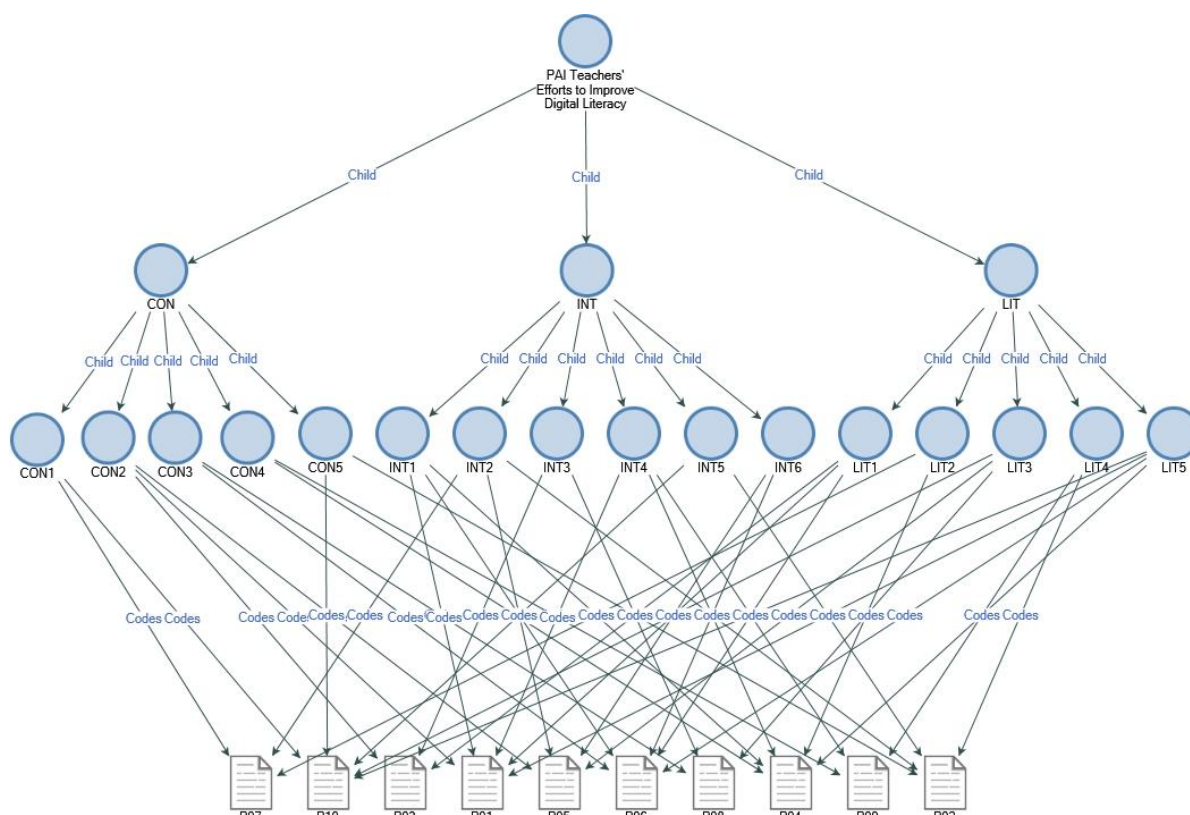 PAI Teachers'
Efforts to Improve
Digital Literacy
Child Child Child
CON INT LIT
Child Child Child Child Child Child Child Child Child Child Child Child Child Child Child Child
CON1 CON2 CON3 CON4 CON5 INT1 INT2 INT3 INT4 INT5 INT6 LIT1 LIT2 LIT3 LIT4 LIT5
Codes Codes Codes Codes Codes Codes Codes Codes Codes Codes Codes Codes Codes Codes Codes Codes Codes Codes Codes Codes Codes